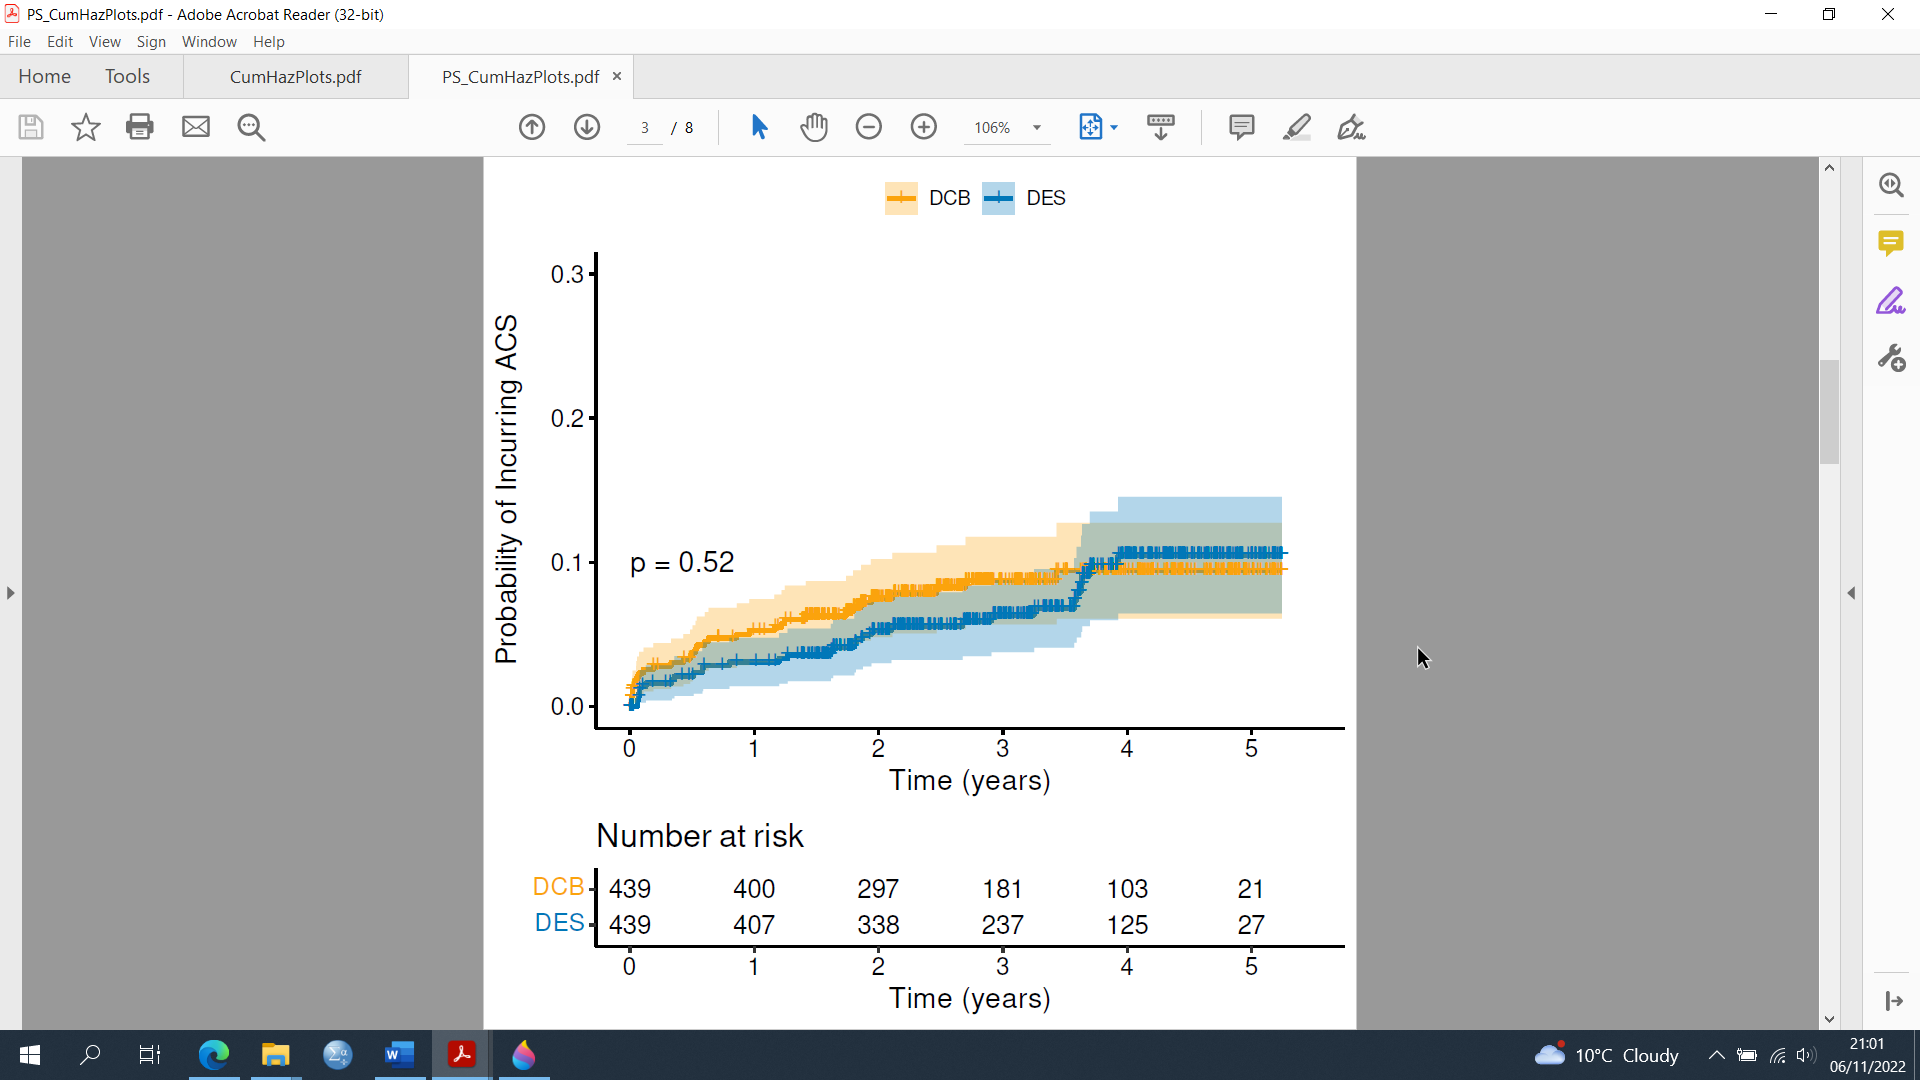 PS_CumHazPlots.pdf - Adobe Acrobat Reader (32-bit)
File Edit View Sign Window Help
Home Tools CumHazPlots.pdf PS_CumHazPlots.pdf ×
3 / 8 106%
DCB DES
0.3
0.2
0.1
0.0
Probability of Incurring ACS
p = 0.52
0 1 2 3 4 5
Time (years)
Number at risk
DCB 439 400 297 181 103 21
DES 439 407 338 237 125 27
0 1 2 3 4 5
Time (years)
10°C Cloudy
21:01
06/11/2022